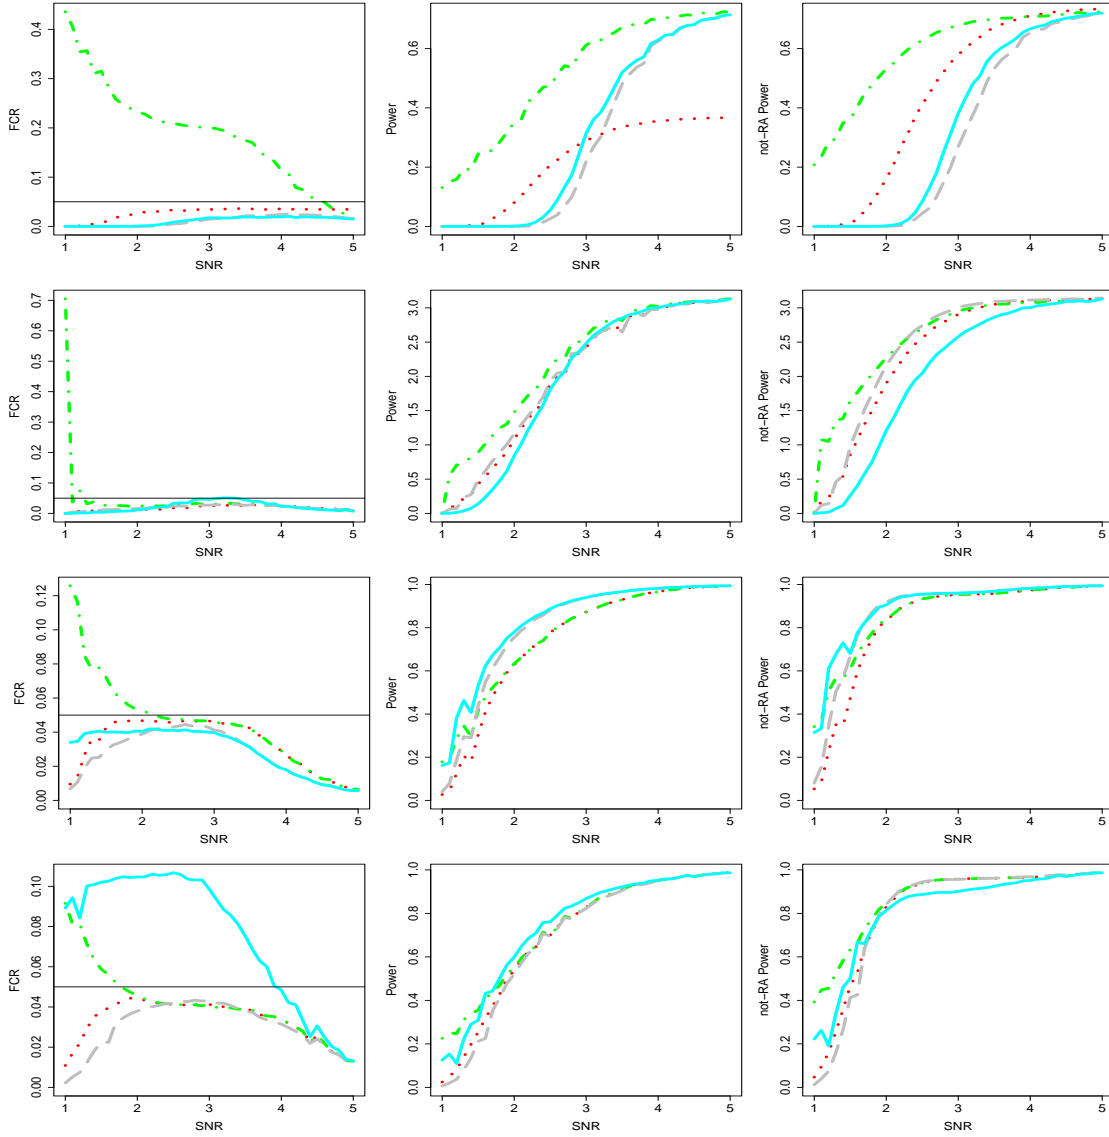 FCR
0.0 0.1 0.2 0.3 0.4
1 2 3 4 5
SNR
Power
0.0 0.2 0.4 0.6
1 2 3 4 5
SNR
not-RA Power
0.0 0.2 0.4 0.6
1 2 3 4 5
SNR
FCR
0.0 0.1 0.2 0.3 0.4 0.5 0.6 0.7
1 2 3 4 5
SNR
Power
0.0 0.5 1.0 1.5 2.0 2.5 3.0
1 2 3 4 5
SNR
not-RA Power
0.0 0.5 1.0 1.5 2.0 2.5 3.0
1 2 3 4 5
SNR
FCR
0.00 0.02 0.04 0.06 0.08 0.10 0.12
1 2 3 4 5
SNR
Power
0.0 0.2 0.4 0.6 0.8 1.0
1 2 3 4 5
SNR
not-RA Power
0.0 0.2 0.4 0.6 0.8 1.0
1 2 3 4 5
SNR
FCR
0.00 0.02 0.04 0.06 0.08 0.10
1 2 3 4 5
SNR
Power
0.0 0.2 0.4 0.6 0.8 1.0
1 2 3 4 5
SNR
not-RA Power
0.0 0.2 0.4 0.6 0.8 1.0
1 2 3 4 5
SNR